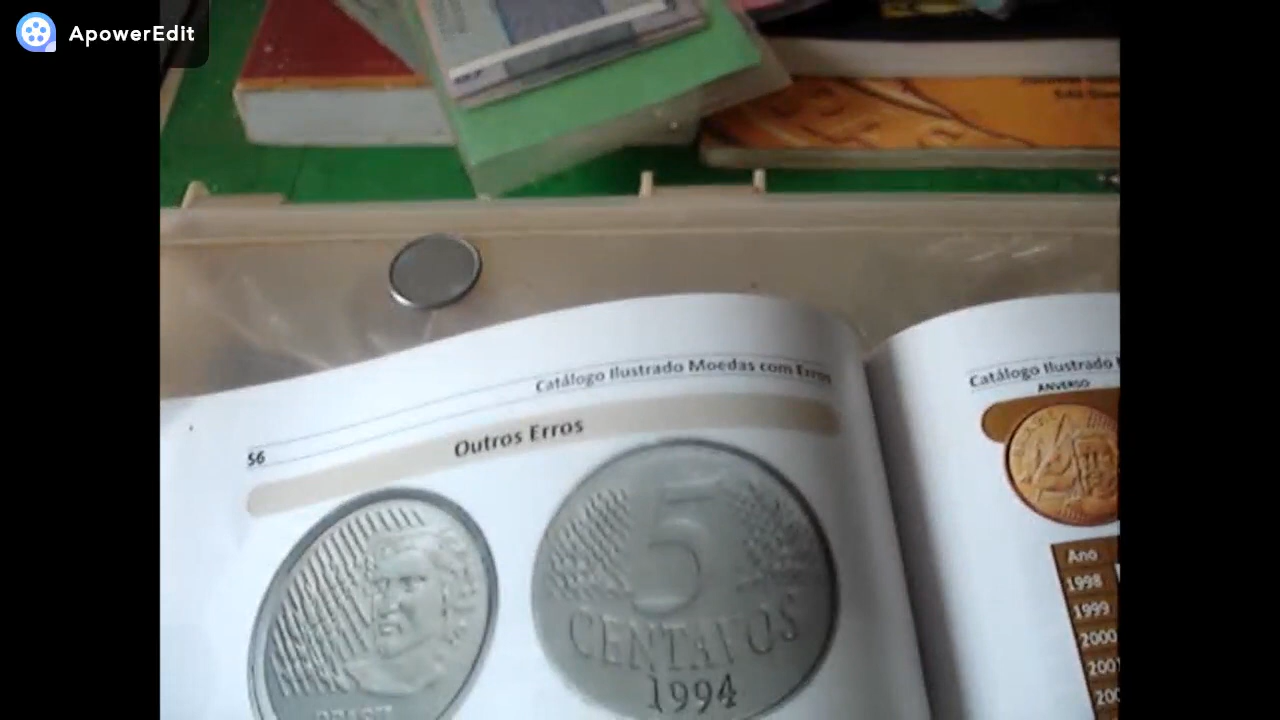 ApowerEdit
Catálogo Ilustrado Moedas com Erros
56
Outros Erros
5
CENTAVOS
1994
BRASIL
Catálogo Ilustrado
ANVERSO
Ano
1998
1999
2000
2001